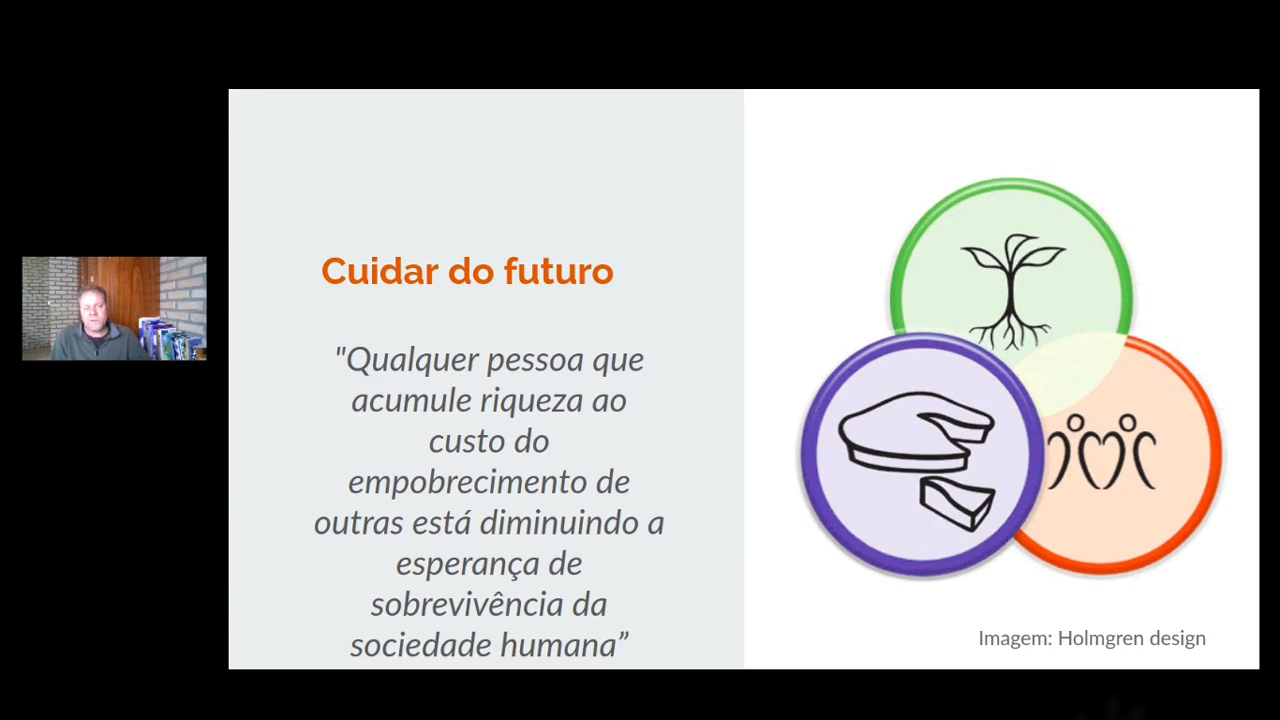 Cuidar do futuro
"Qualquer pessoa que
acumule riqueza ao
custo do
empobrecimento de
outras está diminuindo a
esperança de
sobrevivência da
sociedade humana”
Imagem: Holmgren design